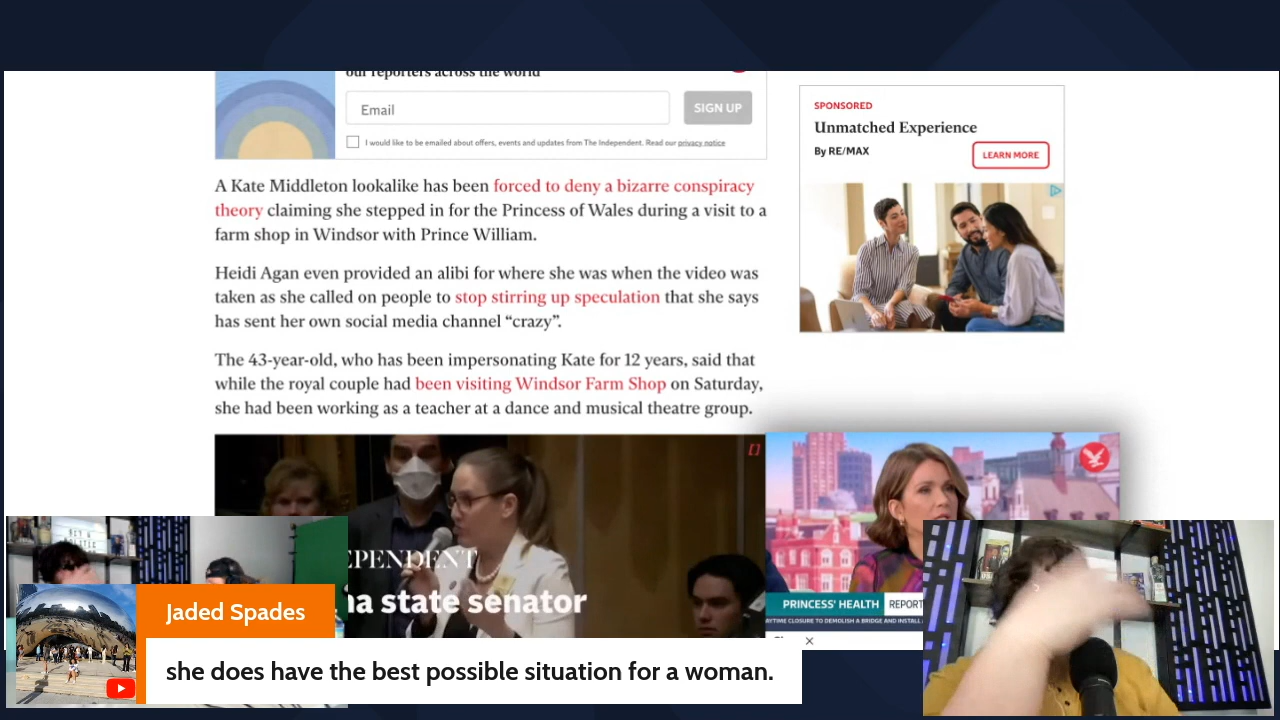 our reporters across the world
Email
SIGN UP
I would like to be emailed about offers, events and updates from The Independent. Read our privacy notice
SPONSORED
Unmatched Experience
By RE/MAX
LEARN MORE
A Kate Middleton lookalike has been forced to deny a bizarre conspiracy
theory claiming she stepped in for the Princess of Wales during a visit to a
farm shop in Windsor with Prince William.
Heidi Agan even provided an alibi for where she was when the video was
taken as she called on people to stop stirring up speculation that she says
has sent her own social media channel “crazy”.
The 43-year-old, who has been impersonating Kate for 12 years, said that
while the royal couple had been visiting Windsor Farm Shop on Saturday,
she had been working as a teacher at a dance and musical theatre group.
EPENDENT
na state senator
PRINCESS' HEALTH
REPORT
AYTIME CLOSURE TO DEMOLISH A BRIDGE AND INSTALL
Jaded Spades
she does have the best possible situation for a woman.